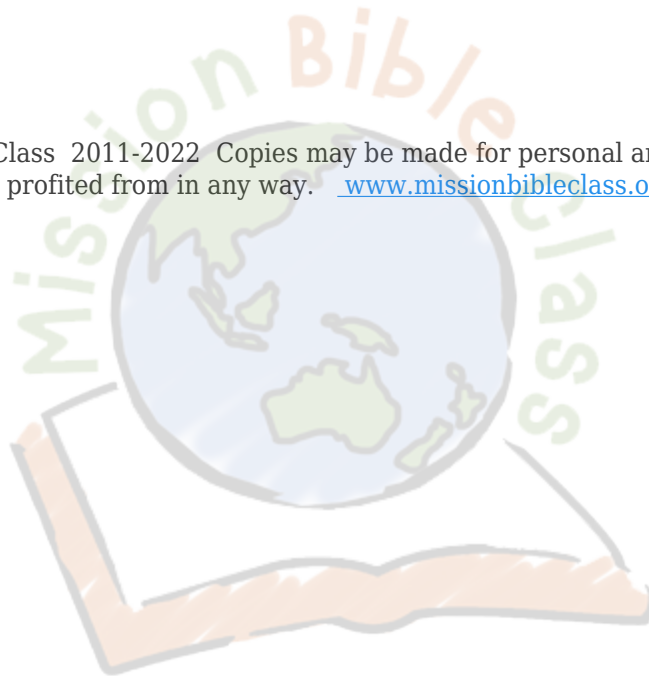 Mission Bible Class
Class 2011-2022 Copies may be made for personal
profited from in any way. www.missionbibleclass.o